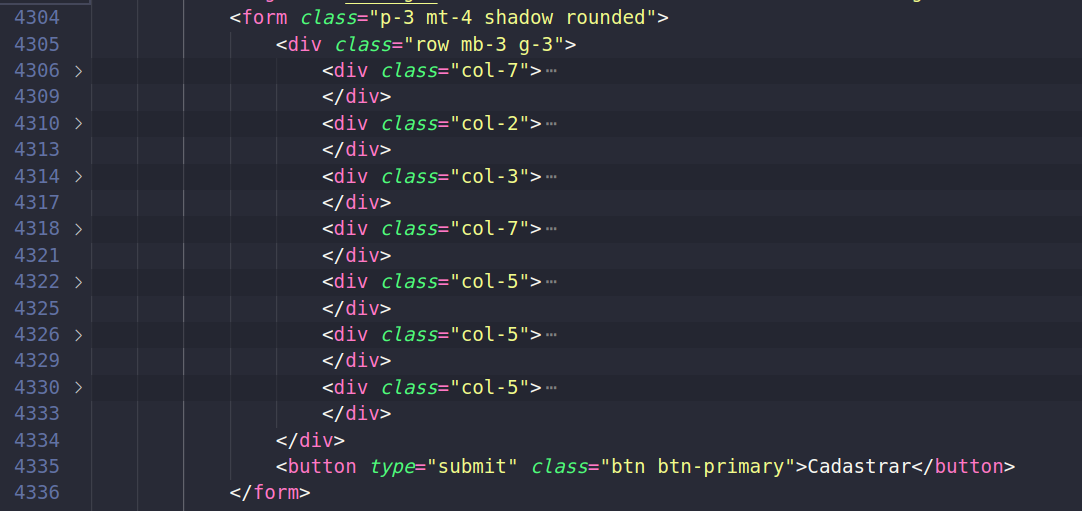 4304 <form class="p-3 mt-4 shadow rounded">
4305 <div class="row mb-3 g-3">
4306 > <div class="col-7">⋯
4309 </div>
4310 > <div class="col-2">⋯
4313 </div>
4314 > <div class="col-3">⋯
4317 </div>
4318 > <div class="col-7">⋯
4321 </div>
4322 > <div class="col-5">⋯
4325 </div>
4326 > <div class="col-5">⋯
4329 </div>
4330 > <div class="col-5">⋯
4333 </div>
4334 </div>
4335 <button type="submit" class="btn btn-primary">Cadastrar</button>
4336 </form>